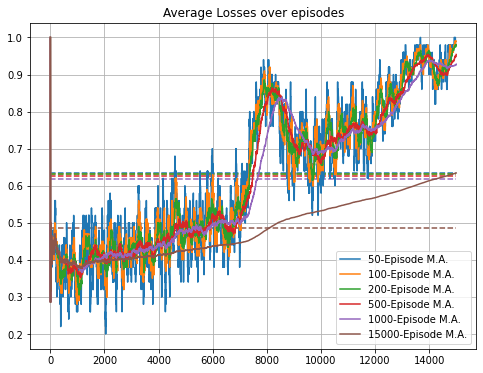 Average Losses over episodes
1.0
0.9
0.8
0.7
0.6
0.5
0.4
0.3
0.2
50-Episode M.A.
100-Episode M.A.
200-Episode M.A.
500-Episode M.A.
1000-Episode M.A.
15000-Episode M.A.
0 2000 4000 6000 8000 10000 12000 14000